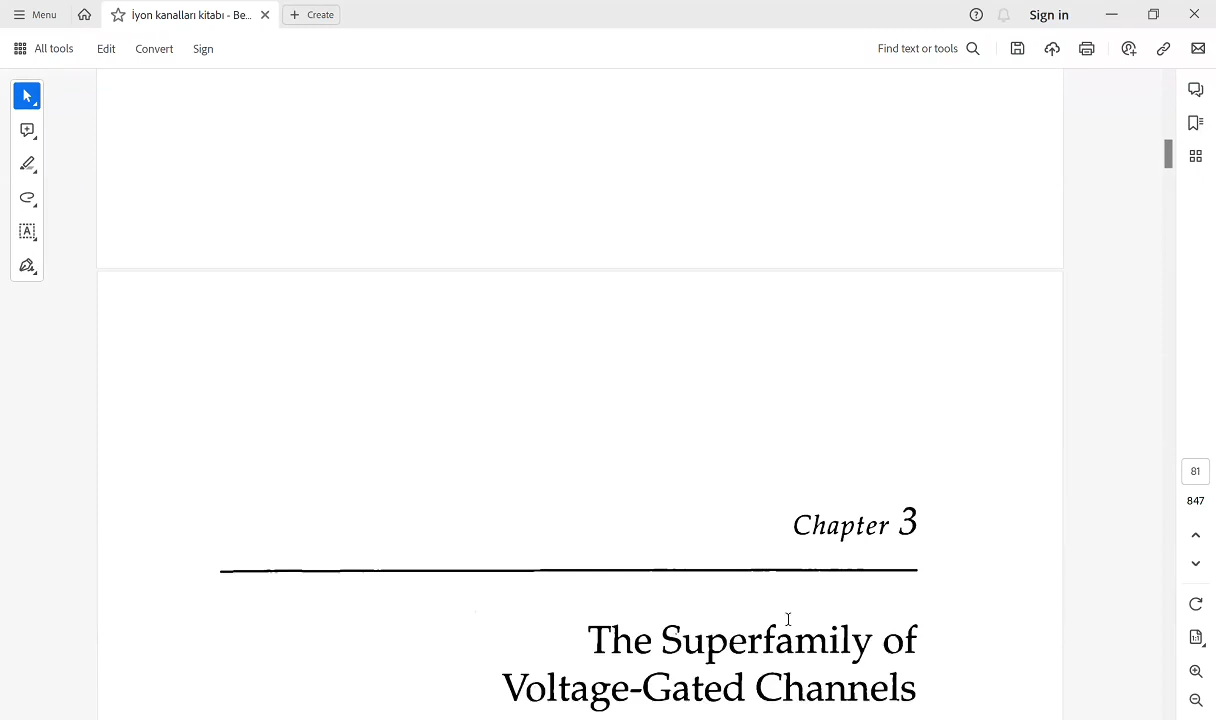 Menu
İyon kanalları kitabı - Be...
Create
Sign in
All tools
Edit
Convert
Sign
Find text or tools
81
847
Chapter 3
The Superfamily of
Voltage-Gated Channels